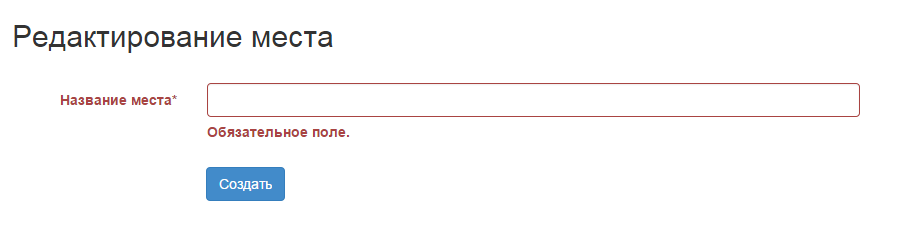 Редактирование места
Название места*
Обязательное поле.
Создать